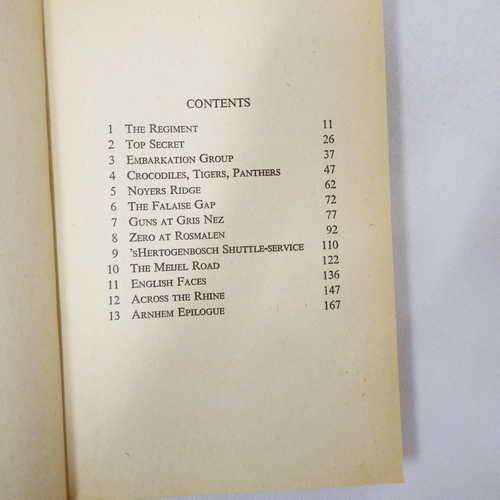 CONTENTS
1 THE REGIMENT 11
2 TOP SECRET 26
3 EMBARKATION GROUP 37
4 CROCODILES, TIGERS, PANTHERS 47
5 NOYERS RIDGE 62
6 THE FALAISE GAP 72
7 GUNS AT GRIS NEZ 77
8 ZERO AT ROSMALEN 92
9 'SHERTOGENBOSCH SHUTTLE-SERVICE 110
10 THE MEIJEL ROAD 122
11 ENGLISH FACES 136
12 ACROSS THE RHINE 147
13 ARNHEM EPILOGUE 167